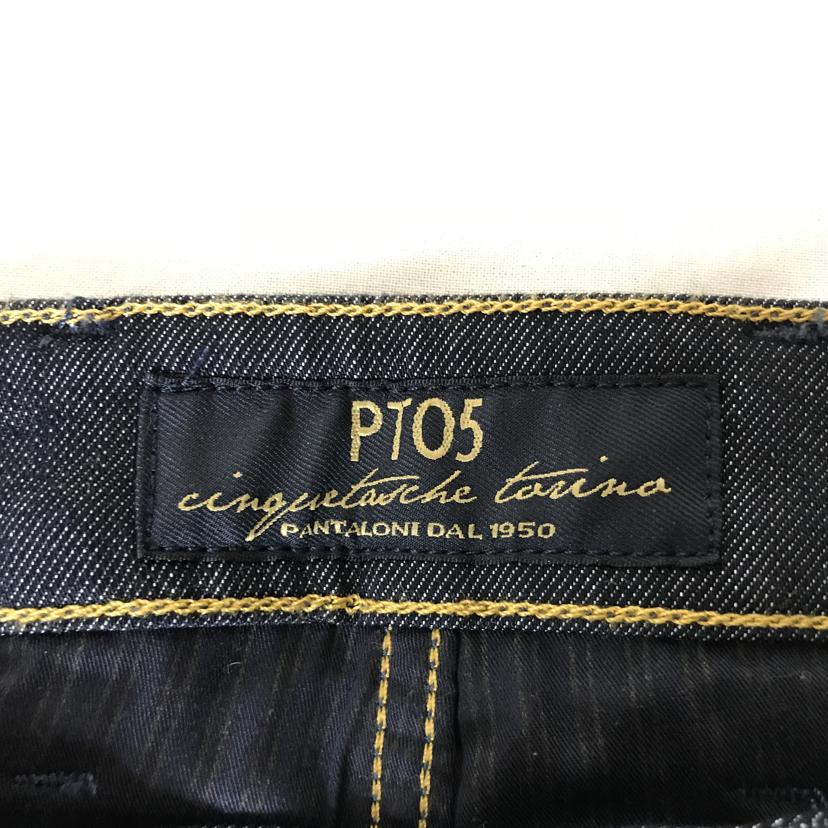 PT05
cinquetasche torino
PANTALONI DAL 1950